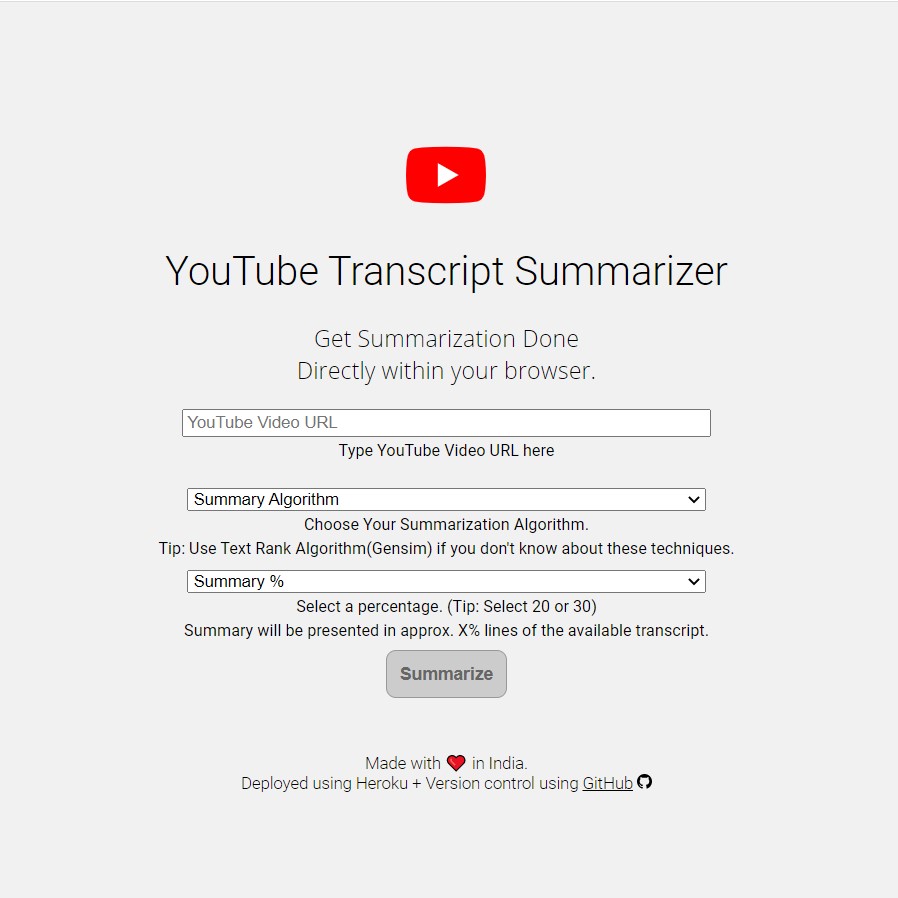 YouTube Transcript Summarizer
Get Summarization Done
Directly within your browser.
YouTube Video URL
Type YouTube Video URL here
Summary Algorithm
Choose Your Summarization Algorithm.
Tip: Use Text Rank Algorithm(Gensim) if you don't know about these techniques.
Summary %
Select a percentage. (Tip: Select 20 or 30)
Summary will be presented in approx. X% lines of the available transcript.
Summarize
Made with ❤️ in India.
Deployed using Heroku + Version control using GitHub